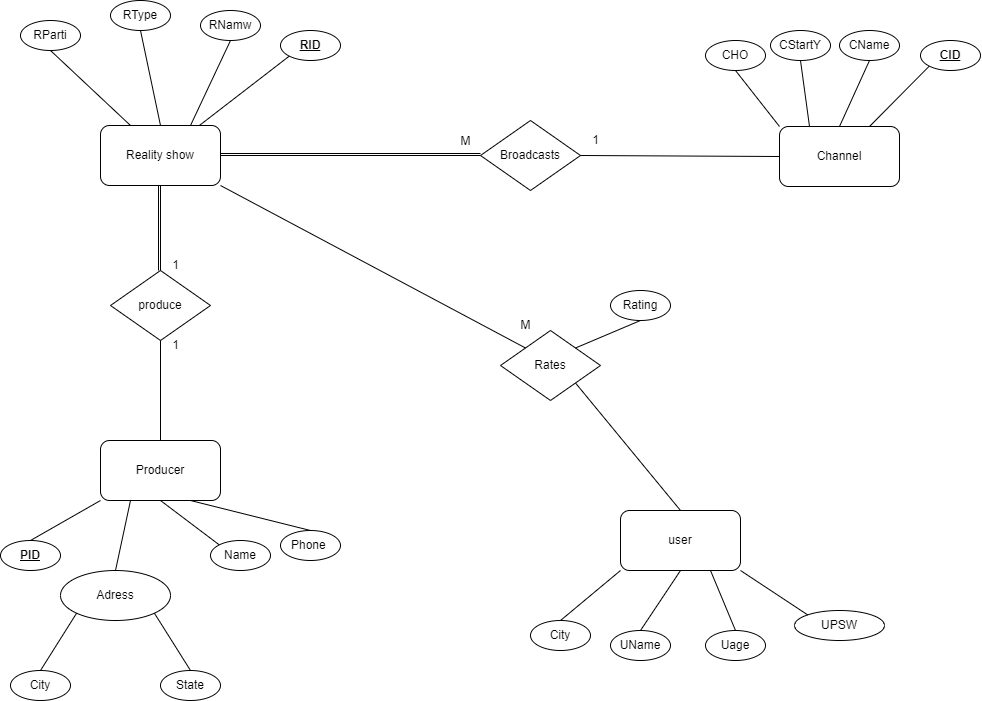 RParti
RType
RNamw
RID
CHO
CStartY
CName
CID
Reality show
M
Broadcasts
1
Channel
1
produce
1
M
Rates
Rating
Producer
PID
Adress
Name
Phone
City
State
user
City
UName
Uage
UPSW